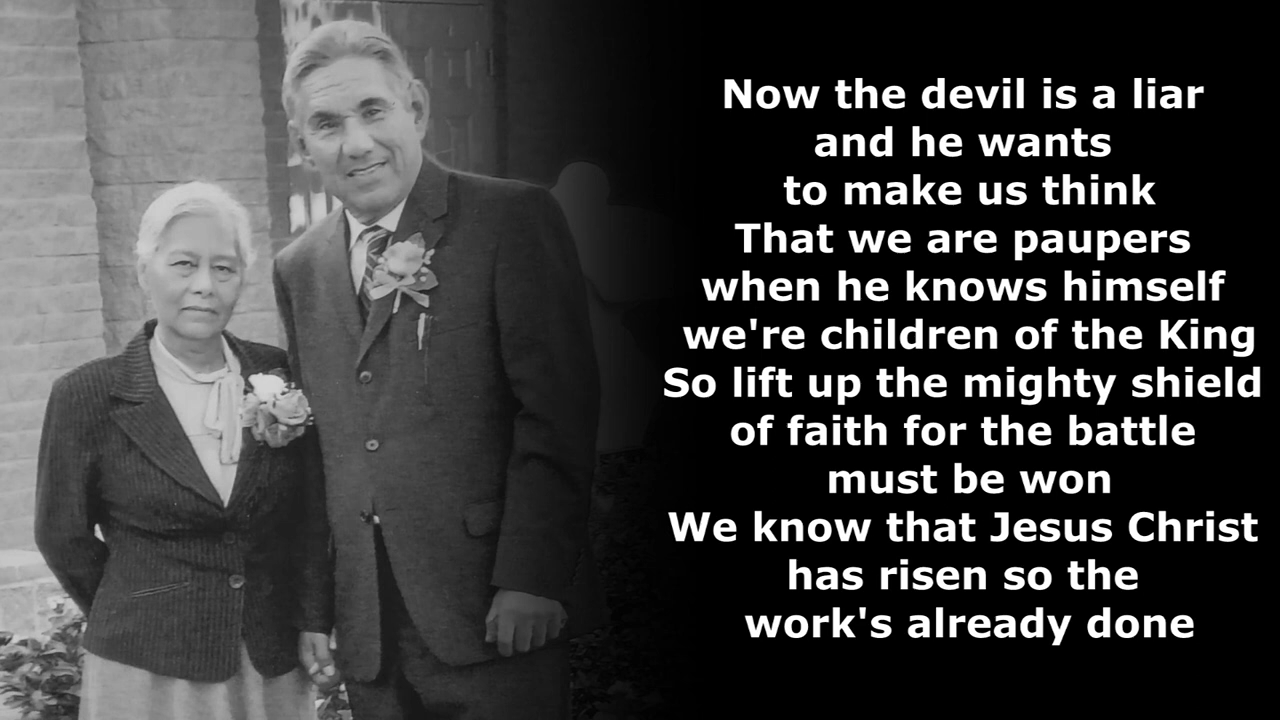 Now the devil is a liar
and he wants
to make us think
That we are paupers
when he knows himself
we're children of the King
So lift up the mighty shield
of faith for the battle
must be won
We know that Jesus Christ
has risen so the
work's already done